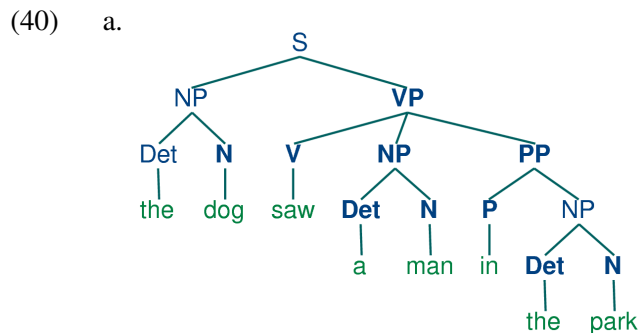 (40) a.
S
NP VP
Det N V NP PP
the dog saw Det N P NP
a man in Det N
the park